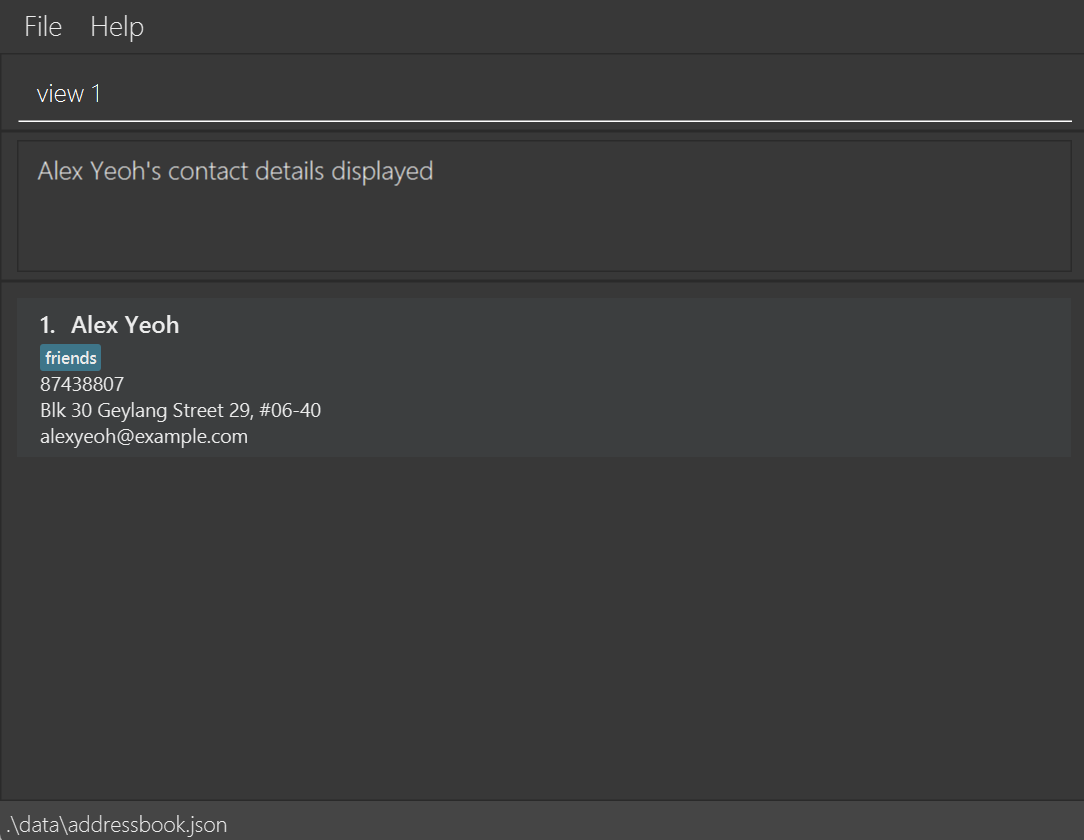 File Help
view 1
Alex Yeoh's contact details displayed
1. Alex Yeoh
friends
87438807
Blk 30 Geylang Street 29, #06-40
alexyeoh@example.com
.\data\addressbook.json